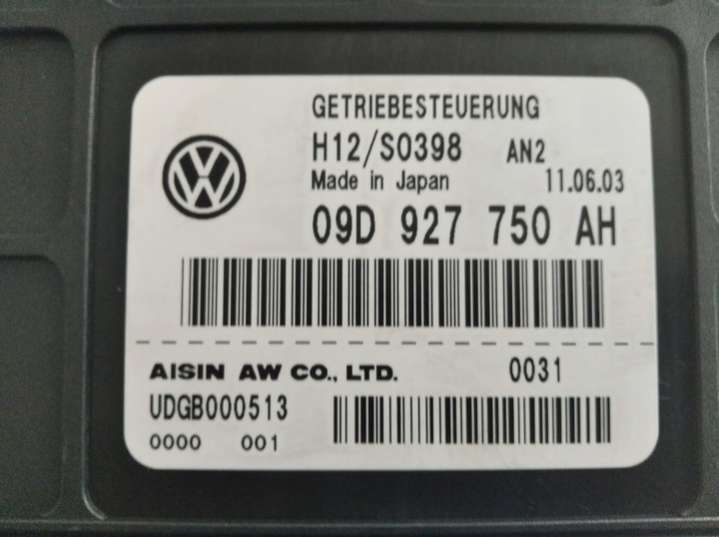 GETRIEBESTEUERUNG
H12/S0398 AN2
Made in Japan 11.06.03
09D 927 750 AH
AISIN AW CO., LTD. 0031
UDGB000513
0000 001